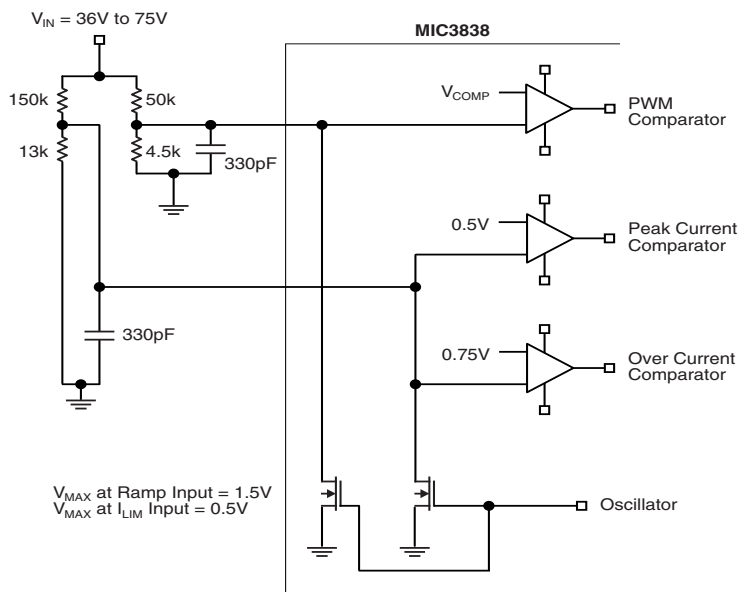 V_IN = 36V to 75V
MIC3838
150k
50k
V_COMP
PWM
Comparator
13k
4.5k
330pF
0.5V
Peak Current
Comparator
330pF
0.75V
Over Current
Comparator
V_MAX at Ramp Input = 1.5V
V_MAX at I_LIM Input = 0.5V
Oscillator